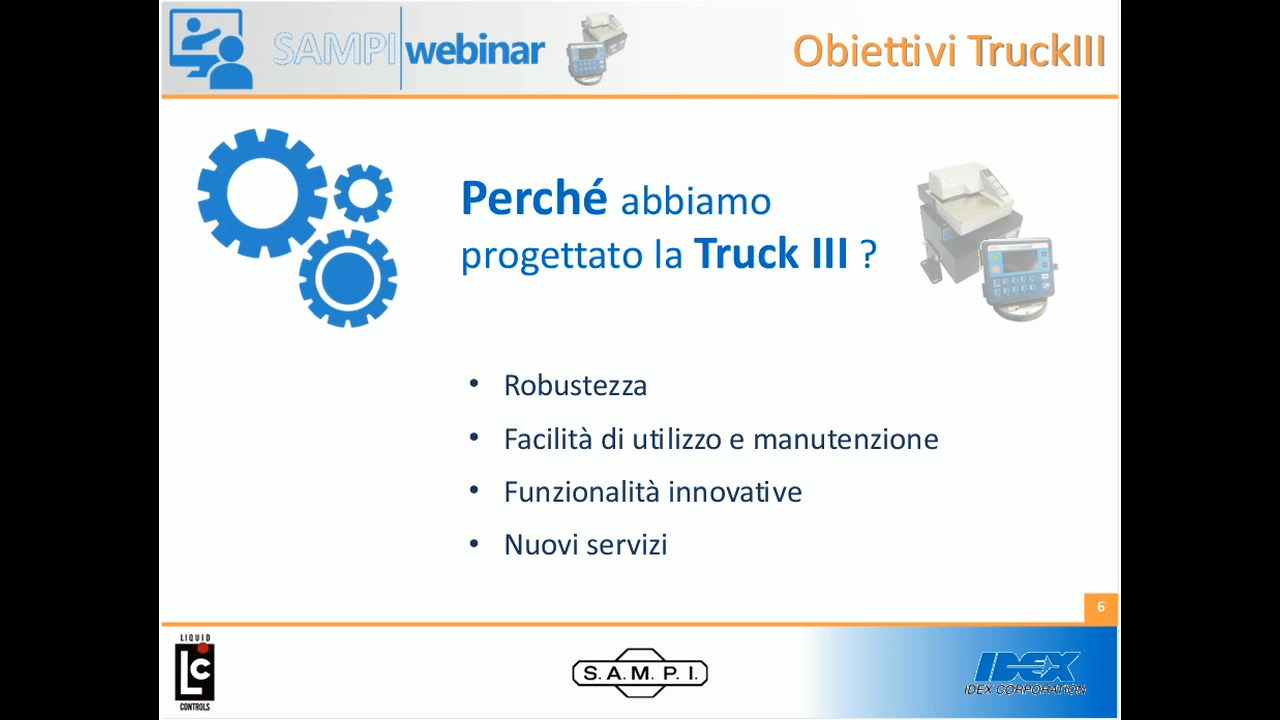 SAMPI webinar
Obiettivi TruckIII
Perché abbiamo
progettato la Truck III ?
• Robustezza
• Facilità di utilizzo e manutenzione
• Funzionalità innovative
• Nuovi servizi
6
LIQUID
LC
CONTROLS
S.A.M.P.I.
IDEX
IDEX CORPORATION